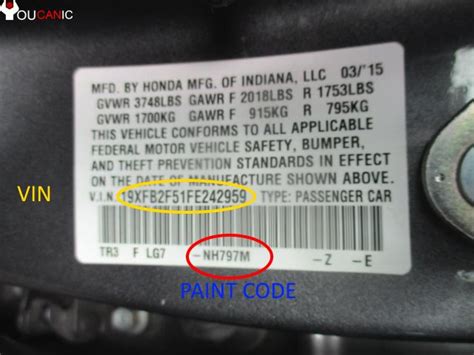 YOUCANIC
MFD. BY HONDA MFG. OF INDIANA, LLC 03/'15
GVWR 3748LBS GAWR F 2018LBS R 1753LBS
GVWR 1700KG GAWR F 915KG R 795KG
THIS VEHICLE CONFORMS TO ALL APPLICABLE
FEDERAL MOTOR VEHICLE SAFETY, BUMPER,
AND THEFT PREVENTION STANDARDS IN EFFECT
ON THE DATE OF MANUFACTURE SHOWN ABOVE.
VIN
V.I.N. 19XFB2F51FE242959 TYPE: PASSENGER CAR
TR3 F LG7 -NH797M -Z -E
PAINT CODE